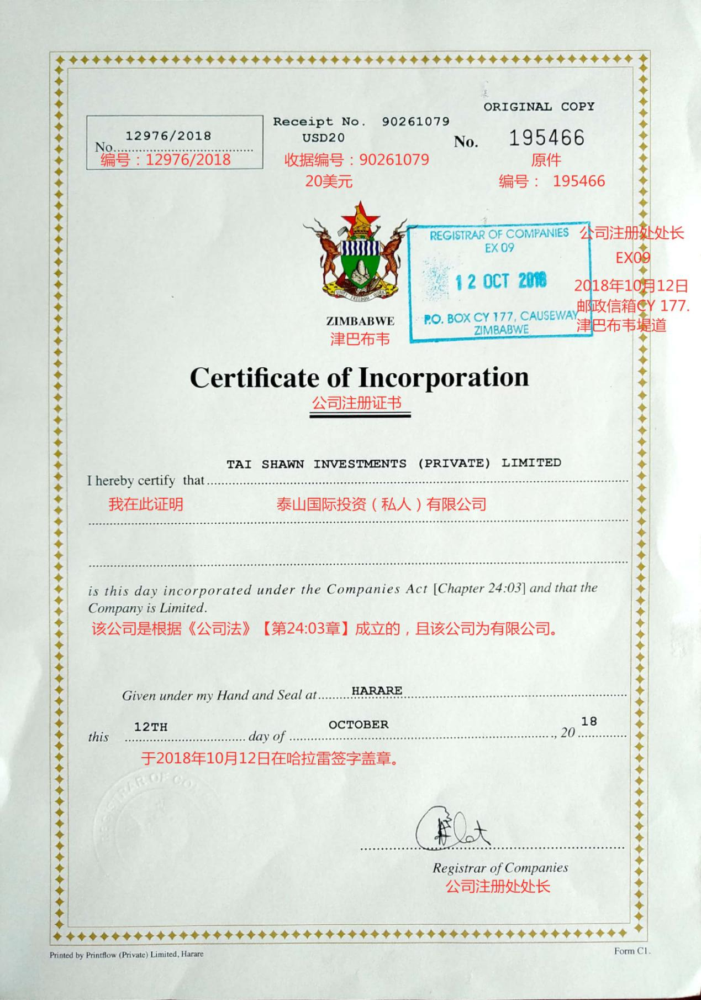 ORIGINAL COPY
Receipt No. 90261079
12976/2018
USD20
No. 195466
No.
编号：12976/2018
收据编号：90261079
原件
20美元
编号： 195466
REGISTRAR OF COMPANIES
公司注册处处长
EX 09
EX09
12 OCT 2018
2018年10月12日
邮政信箱CY 177.
P.O. BOX CY 177, CAUSEWAY
津巴布韦堤道
ZIMBABWE
UNITY FREEDOM WORK
ZIMBABWE
津巴布韦
Certificate of Incorporation
公司注册证书
TAI SHAWN INVESTMENTS (PRIVATE) LIMITED
I hereby certify that
我在此证明 泰山国际投资（私人）有限公司
is this day incorporated under the Companies Act [Chapter 24:03] and that the
Company is Limited.
该公司是根据《公司法》【第24:03章】成立的，且该公司为有限公司。
Given under my Hand and Seal at HARARE
this 12TH day of OCTOBER , 20 18
于2018年10月12日在哈拉雷签字盖章。
REGISTRAR OF CO
Registrar of Companies
公司注册处处长
Printed by Printflow (Private) Limited, Harare
Form C1.